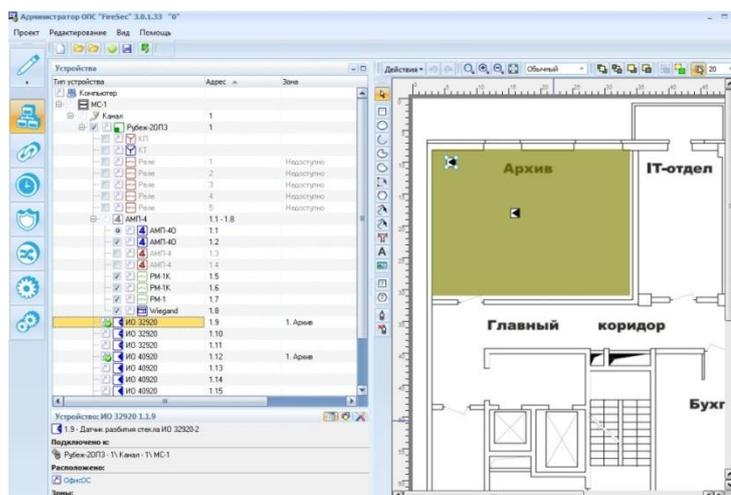 Администратор ОПС "FireSec" 3.0.1.33 "0"
Проект Редактирование Вид Помощь
Устройства
Действия Обычный 20
Тип устройства Адрес Зона
Компьютер
МС-1
Канал 1
Рубеж-2ОП3 1
КП
КТ
Реле 1 Недоступно
Реле 2 Недоступно
Реле 3 Недоступно
Реле 4 Недоступно
Реле 5 Недоступно
АМП-4 1.1 - 1.8
АМП-4О 1.1
АМП-4О 1.2
АМП-4 1.3
АМП-4 1.4
РМ-1К 1.5
РМ-1К 1.6
РМ-1 1.7
Wiegand 1.8
ИО 32920 1.9 1. Архив
ИО 32920 1.10
ИО 32920 1.11
ИО 40920 1.12 1. Архив
ИО 40920 1.13
ИО 40920 1.14
ИО 40920 1.15
Архив IT-отдел
Главный коридор
Бухг
Устройство: ИО 32920 1.1.9
1.9 - Датчик разбития стекла ИО 32920-2
Подключено к:
Рубеж-2ОП3 - 1\ Канал - 1\ МС-1
Расположено:
ОфисОС
Зоны: